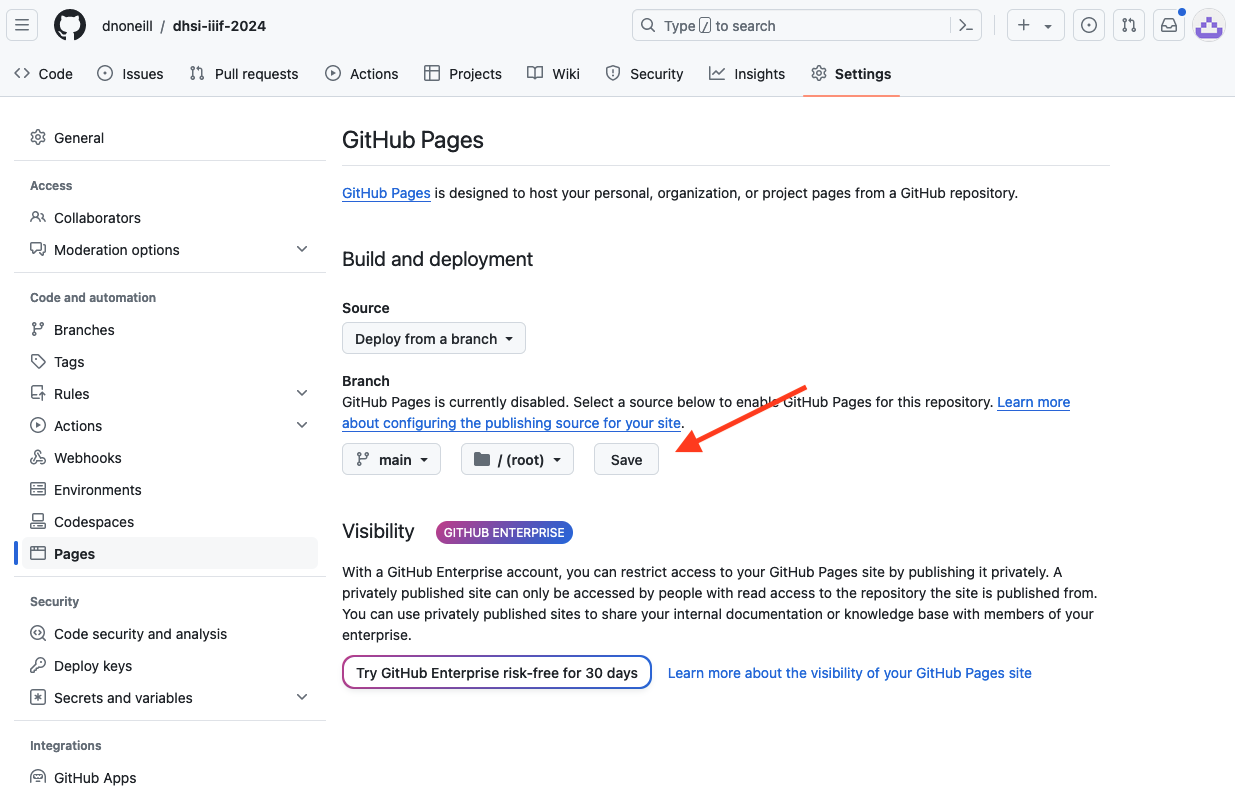 dnoneill / dhsi-iiif-2024
Type / to search
Code Issues Pull requests Actions Projects Wiki Security Insights Settings
General
Access
Collaborators
Moderation options
Code and automation
Branches
Tags
Rules
Actions
Webhooks
Environments
Codespaces
Pages
Security
Code security and analysis
Deploy keys
Secrets and variables
Integrations
GitHub Apps
GitHub Pages
GitHub Pages is designed to host your personal, organization, or project pages from a GitHub repository.
Build and deployment
Source
Deploy from a branch
Branch
GitHub Pages is currently disabled. Select a source below to enable GitHub Pages for this repository. Learn more
about configuring the publishing source for your site.
main / (root) Save
Visibility GITHUB ENTERPRISE
With a GitHub Enterprise account, you can restrict access to your GitHub Pages site by publishing it privately. A
privately published site can only be accessed by people with read access to the repository the site is published from.
You can use privately published sites to share your internal documentation or knowledge base with members of your
enterprise.
Try GitHub Enterprise risk-free for 30 days Learn more about the visibility of your GitHub Pages site